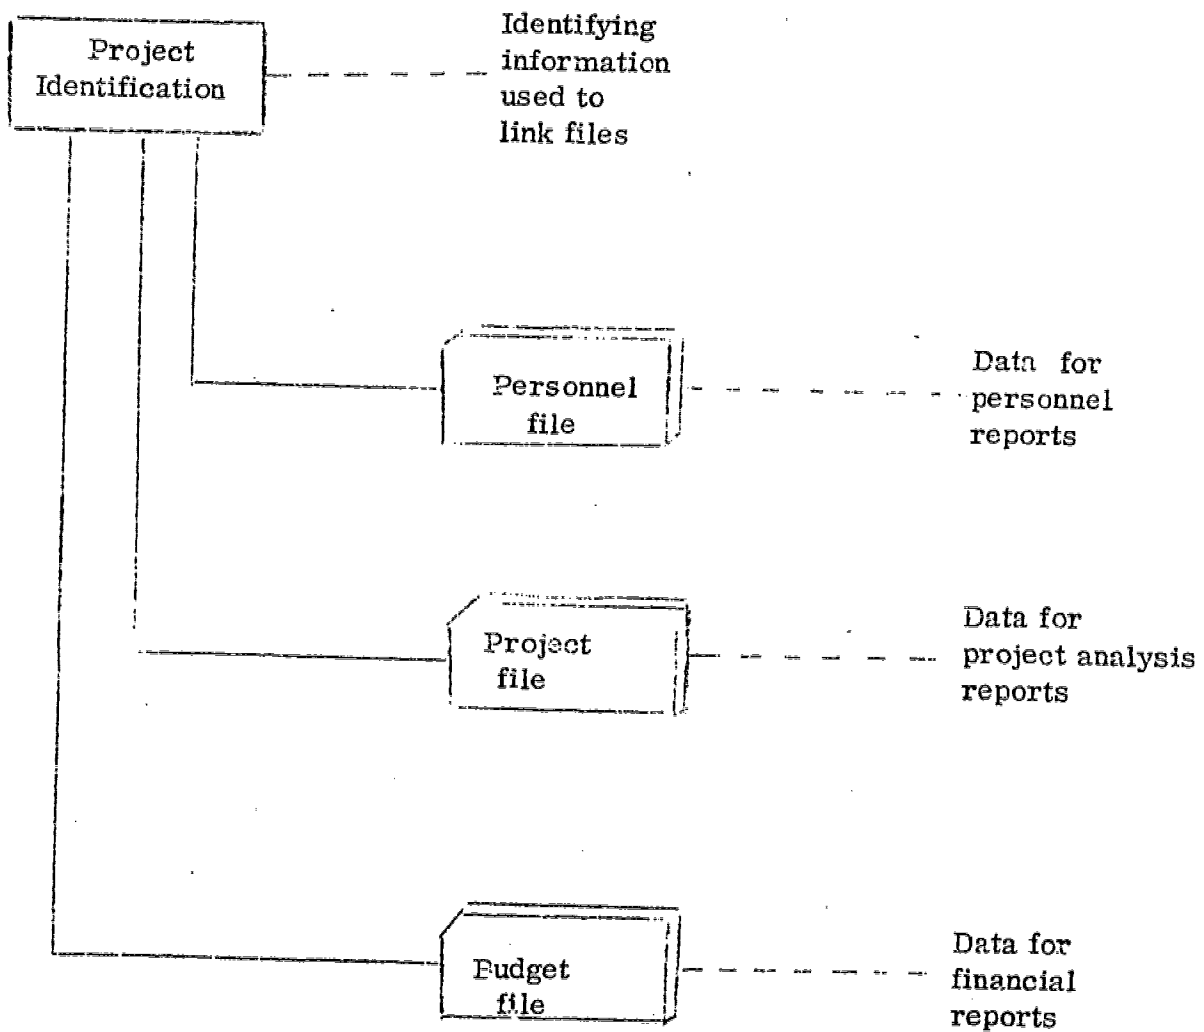 Project
Identification
Identifying
information
used to
link files
Personnel
file
Data for
personnel
reports
Project
file
Data for
project analysis
reports
Budget
file
Data for
financial
reports